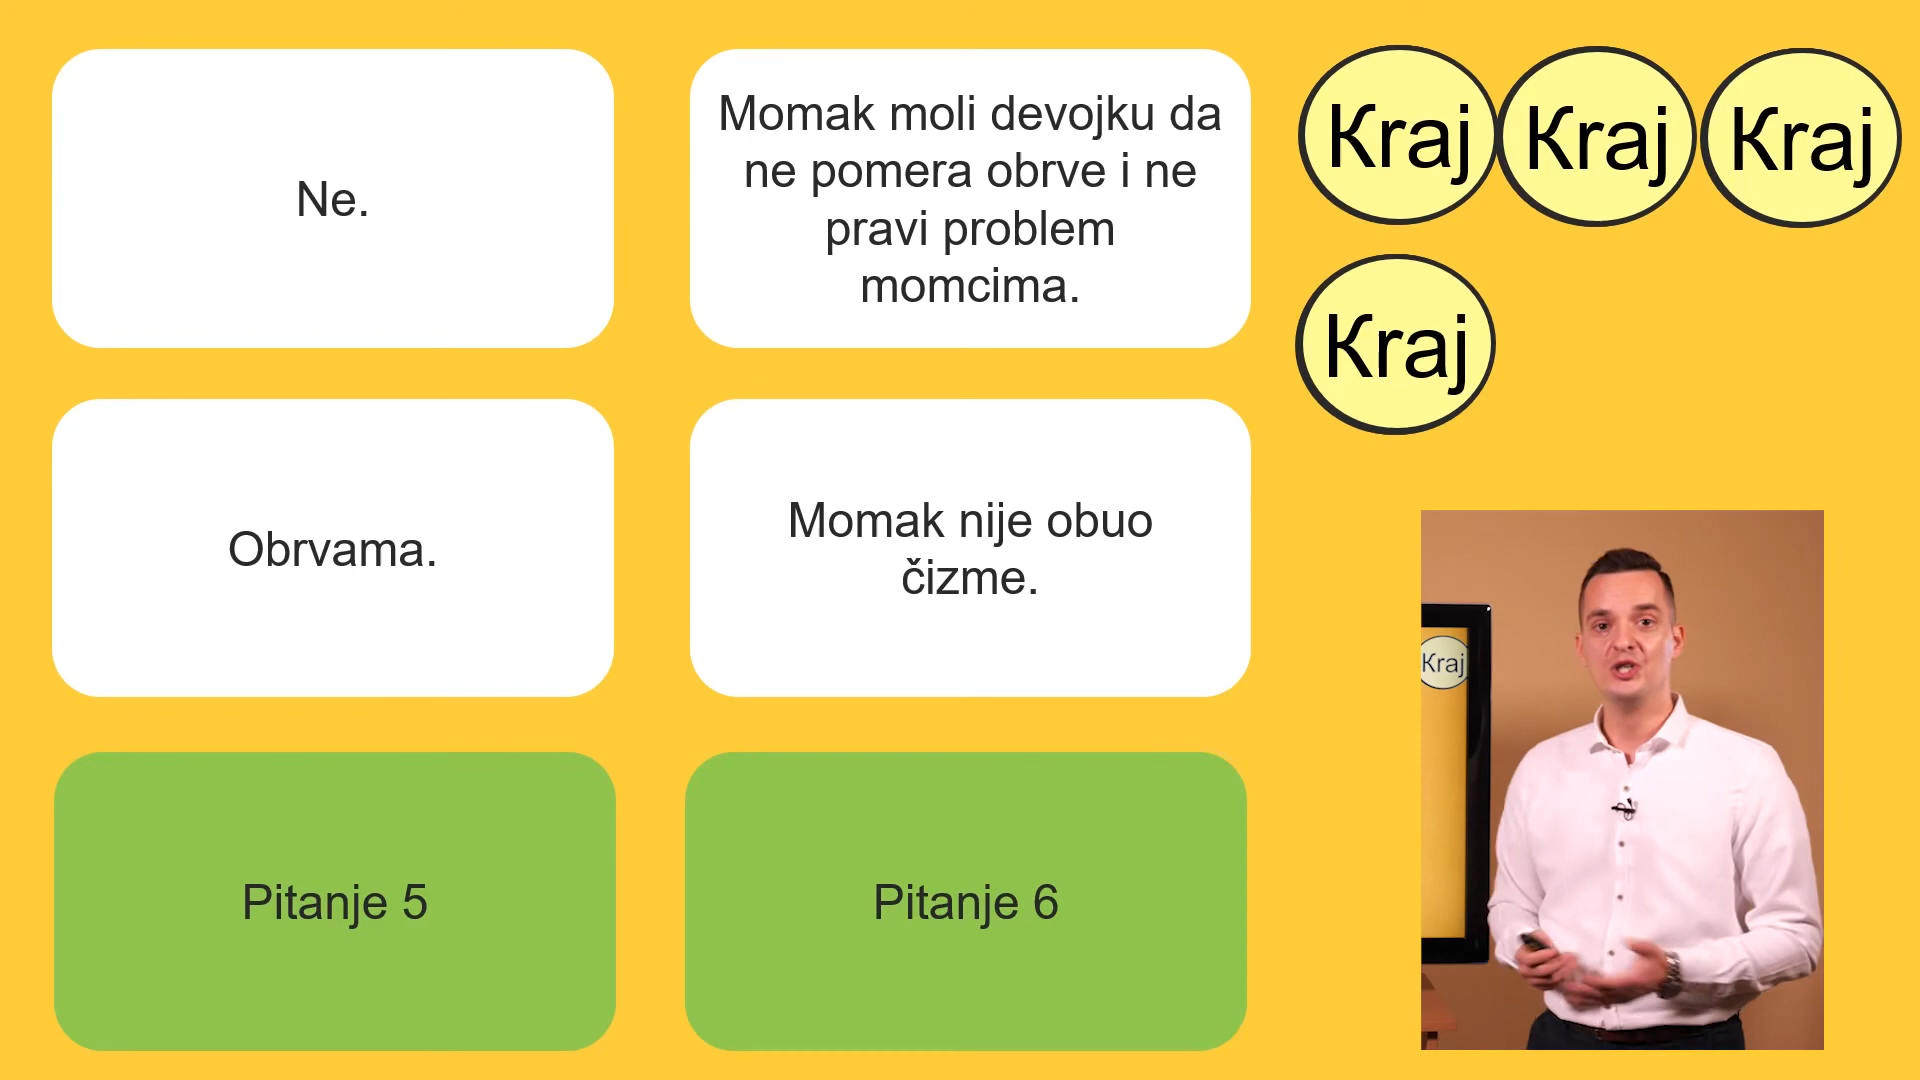 Ne.
Momak moli devojku da
ne pomera obrve i ne
pravi problem
momcima.
Kraj
Kraj
Kraj
Kraj
Obrvama.
Momak nije obuo
čizme.
Kraj
Pitanje 5
Pitanje 6